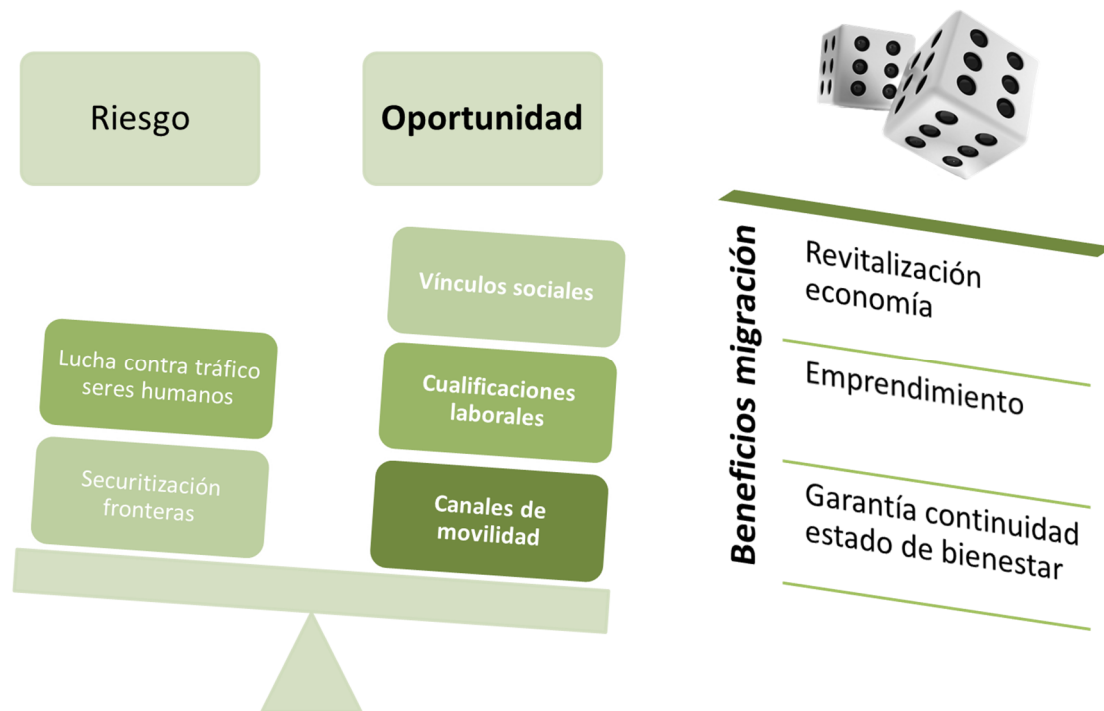 Riesgo
Oportunidad
Vínculos sociales
Lucha contra tráfico
seres humanos
Cualificaciones
laborales
Securitización
fronteras
Canales de
movilidad
Beneficios migración
Revitalización
economía
Emprendimiento
Garantía continuidad
estado de bienestar